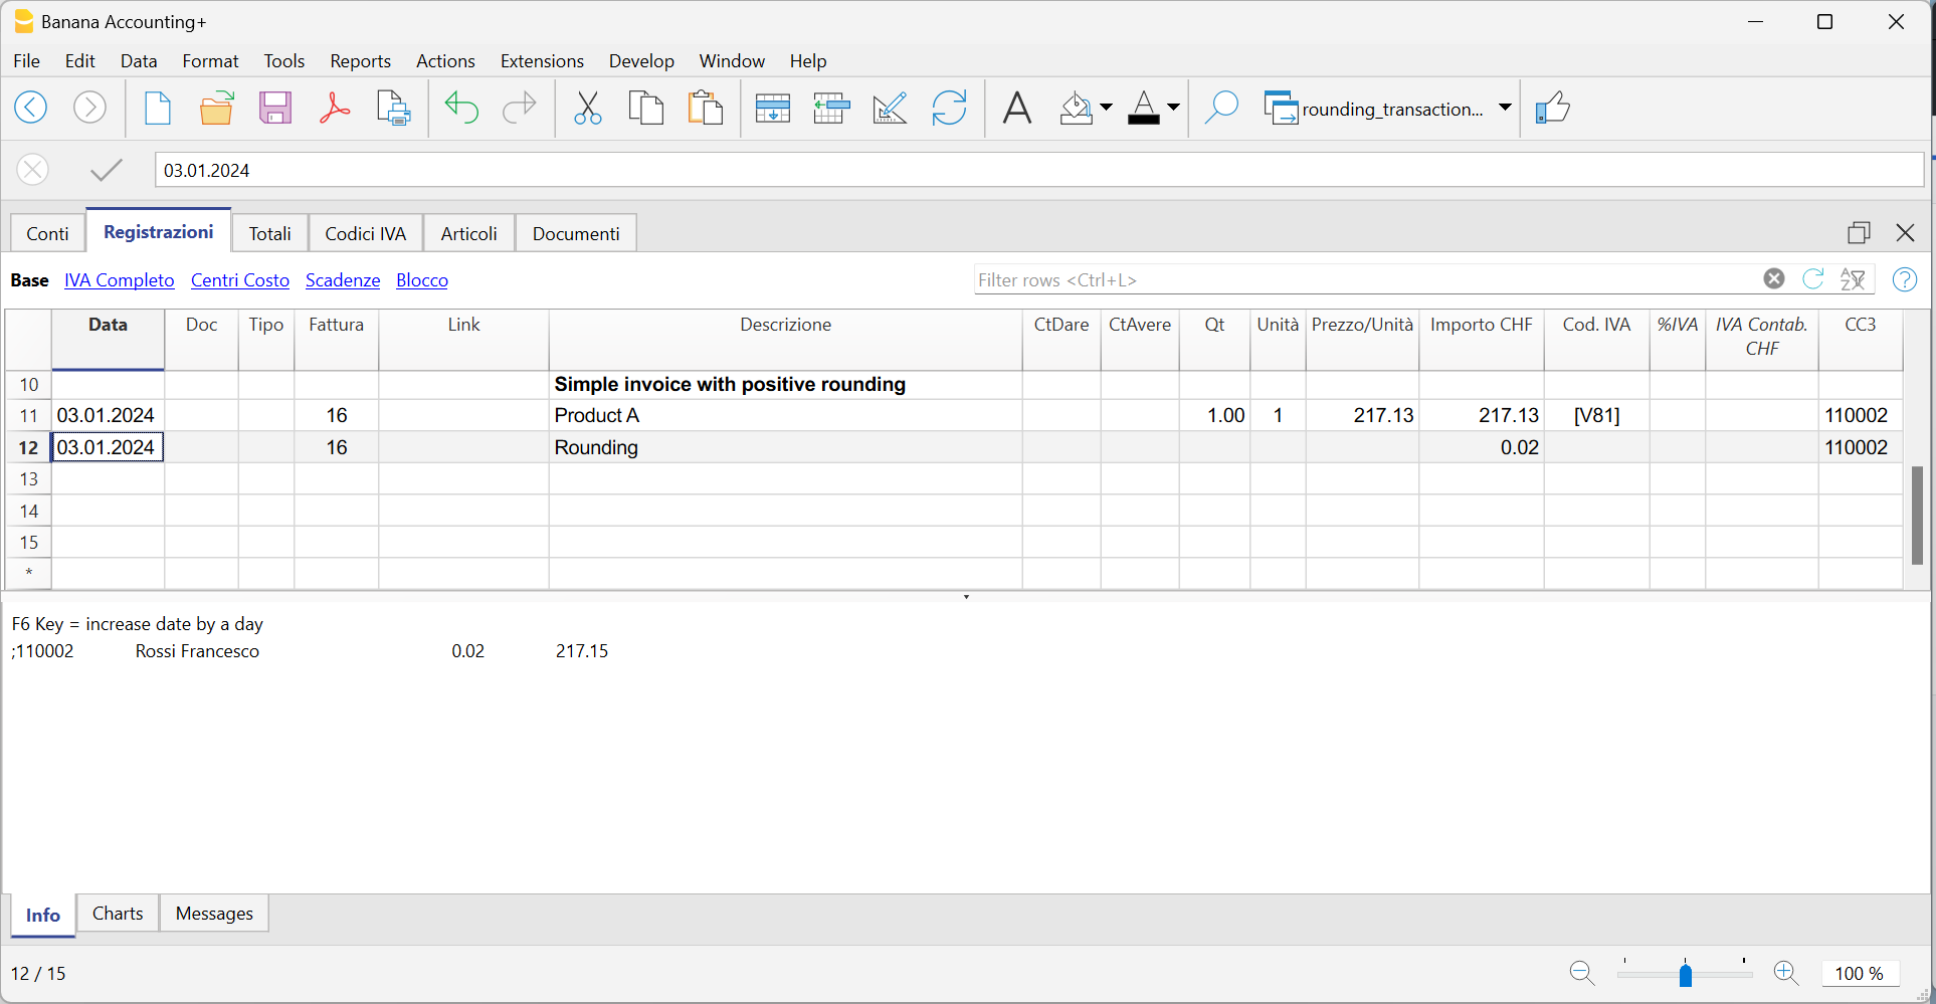 Banana Accounting+
File Edit Data Format Tools Reports Actions Extensions Develop Window Help
rounding_transaction...
03.01.2024
Conti Registrazioni Totali Codici IVA Articoli Documenti
Base IVA Completo Centri Costo Scadenze Blocco Filter rows <Ctrl+L>
Data Doc Tipo Fattura Link Descrizione CtDare CtAvere Qt Unità Prezzo/Unità Importo CHF Cod. IVA %IVA IVA Contab. CC3
CHF
10 Simple invoice with positive rounding
11 03.01.2024 16 Product A 1.00 1 217.13 217.13 [V81] 110002
12 03.01.2024 16 Rounding 0.02 110002
13
14
15
*
F6 Key = increase date by a day
;110002 Rossi Francesco 0.02 217.15
Info Charts Messages
12 / 15 100 %